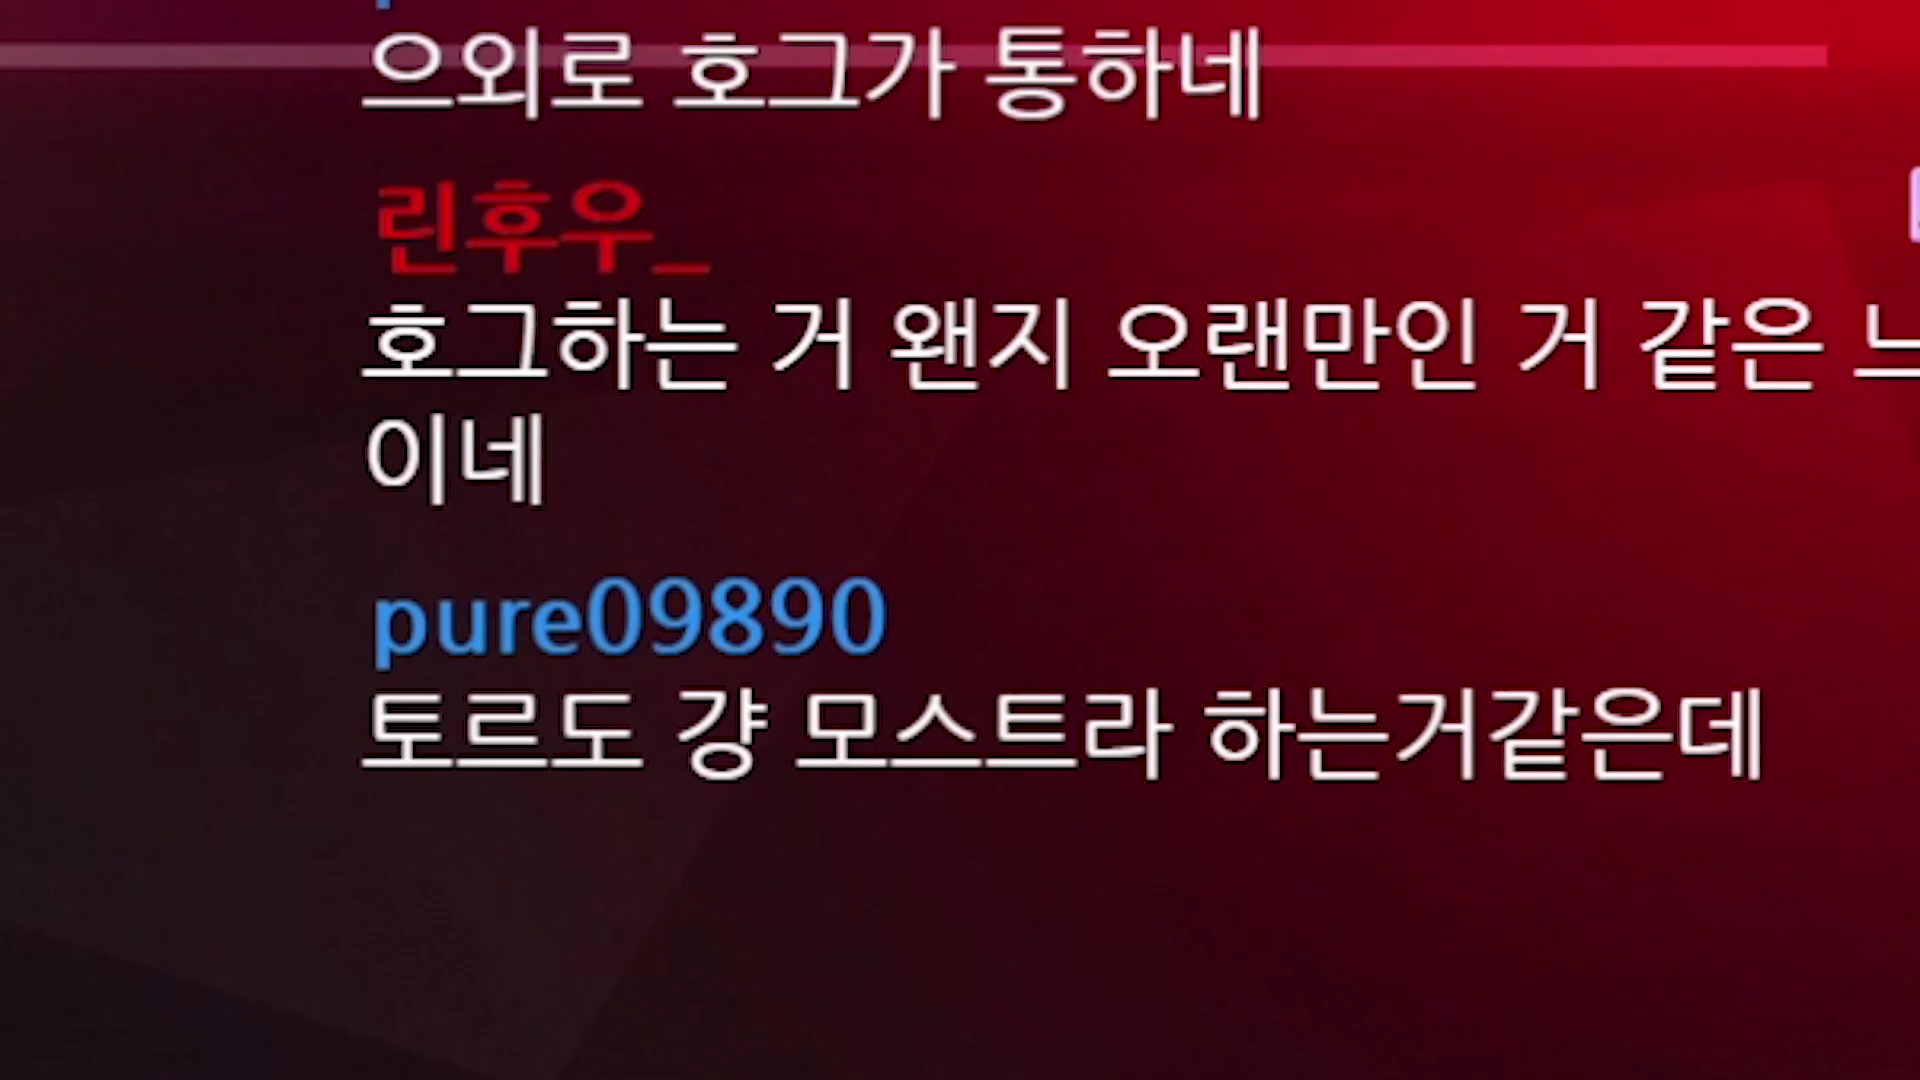 으외로 호그가 통하네
린후우_
호그하는 거 왠지 오랜만인 거 같은
이네
pure09890
토르도 걍 모스트라 하는거같은데